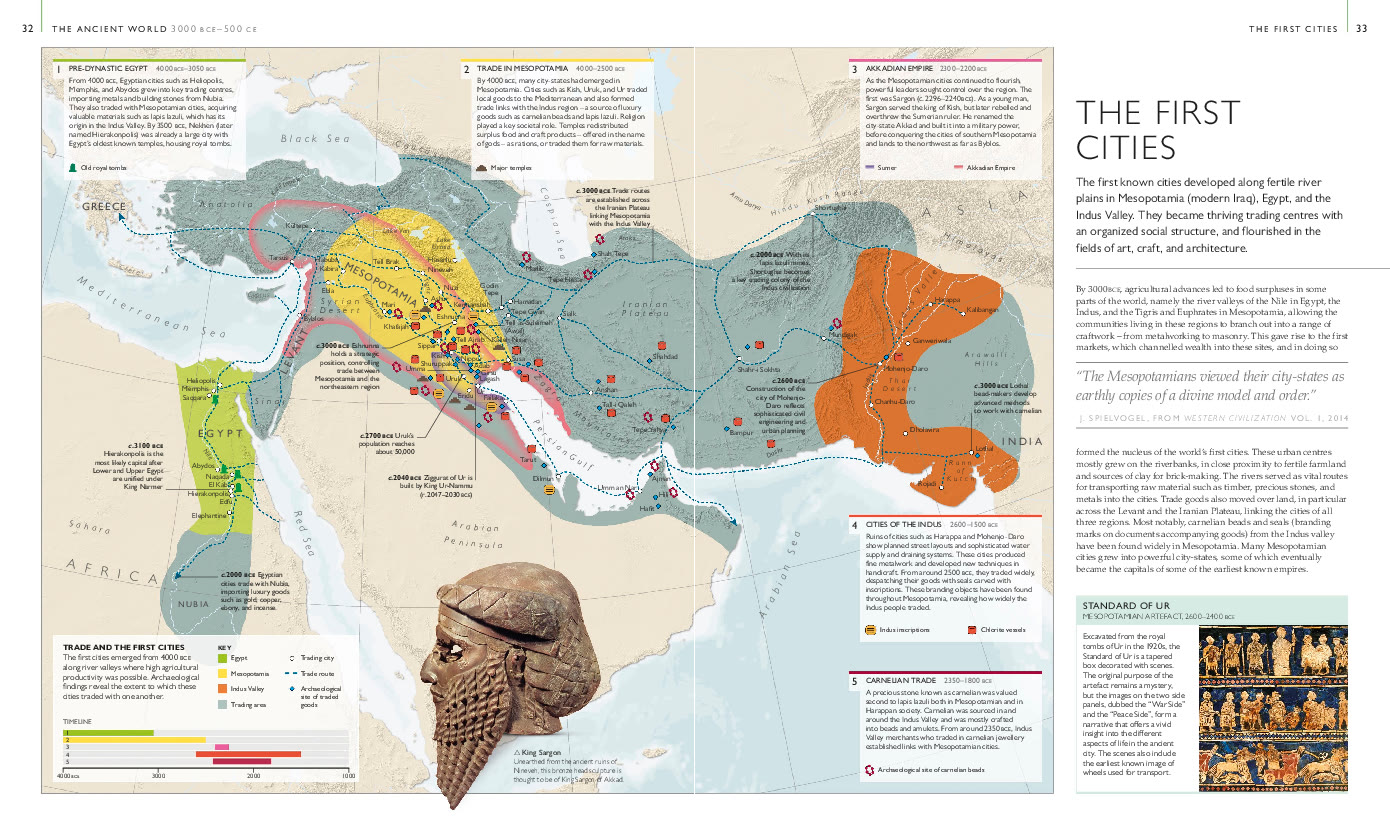 32 THE ANCIENT WORLD 3000 BCE–500 CE
THE FIRST CITIES 33
1 PRE-DYNASTIC EGYPT 4000 BCE–3050 BCE
From 4000 BCE, Egyptian cities such as Heliopolis,
Memphis, and Abydos grew into key trading centres,
importing metals and building stones from Nubia.
They also traded with Mesopotamian cities, acquiring
valuable materials such as lapis lazuli, which has its
origin in the Indus Valley. By 3500 BCE, Nekhen (later
named Hierakonpolis) was already a large city with
Egypt's oldest known temples, housing royal tombs.
Old royal tombs
2 TRADE IN MESOPOTAMIA 4000–2500 BCE
By 4000 BCE, many city-states had emerged in
Mesopotamia. Cities such as Kish, Uruk, and Ur traded
local goods to the Mediterranean and also formed
trade links with the Indus region – a source of luxury
goods such as carnelian beads and lapis lazuli. Religion
played a key societal role. Temples redistributed
surplus food and craft products – offered in the name
of gods – as rations, or traded them for raw materials.
Major temples
3 AKKADIAN EMPIRE 2300–2200 BCE
As the Mesopotamian cities continued to flourish,
powerful leaders sought control over the region. The
first was Sargon (c.2296–2240 BCE). As a young man,
Sargon served the king of Kish, but later rebelled and
overthrew the Sumerian ruler. He renamed the
city-state Akkad and built it into a military power,
before conquering the cities of southern Mesopotamia
and lands to the northwest as far as Byblos.
Sumer
Akkadian Empire
Black Sea
Caspian Sea
Amu Darya
Hindu Kush Range
ASIA
Himalayas
GREECE
Anatolia
Crete
Cyprus
Mediterranean Sea
Kültepe
Tarsus
Ebla
Byblos
Syrian
Desert
LEVANT
Lake Van
Lake
Urmia
Tell Brak
Nineveh
MESOPOTAMIA
Nuzi
Mari
Khafajah
Eshnunna
Sippar
Tell Agrab
Kish
Nippur
Shuruppak
Umma
Uruk
Lagash
Eridu
Susa
Godin
Tepe
Hamadan
Tepe Giyan
Tell al-Suleimeh
(Awal)
Sialk
Marlik
Tepe Hissar
Shah Tepe
Iranian
Plateau
Shahdad
Anshan
Tall-i Qaleh
Tepe Yahya
Bampur
Shahr-i Sokhta
Mundigak
Shortughai
Zagros Mountains
Persian Gulf
Tarut
Dilmun
Umm an Nar
Ajman
Hili
Hafit
Harappa
Kalibangan
Ganweriwala
Mohenjo-Daro
Thar
Desert
Chanhu-Daro
Aravalli
Hills
Dholavira
Lothal
Rann
of
Kutch
Rojadi
INDIA
c.3000 BCE Trade routes
are established across
the Iranian Plateau
linking Mesopotamia
with the Indus Valley
c.2000 BCE With its
lapis lazuli mines,
Shortughai becomes
a key trading colony of the
Indus civilization
c.3000 BCE Eshnunna
holds a strategic
position, controlling
trade between
Mesopotamia and the
northeastern region
c.2600 BCE
Construction of the
city of Mohenjo-
Daro reflects
sophisticated civil
engineering and
urban planning
c.3000 BCE Lothal
bead-makers develop
advanced methods
to work with carnelian
c.2700 BCE Uruk's
population reaches
about 50,000
c.2040 BCE Ziggurat of Ur is
built by King Ur-Nammu
(r.2047–2030 BCE)
c.3100 BCE
Hierakonpolis is the
most likely capital after
Lower and Upper Egypt
are unified under
King Narmer
Heliopolis
Memphis
Saqqara
Sinai
EGYPT
Nile
Abydos
Naqada
El Kab
Hierakonpolis
Edfu
Elephantine
Sahara
AFRICA
NUBIA
Red Sea
Arabian
Peninsula
Arabian Sea
c.2000 BCE Egyptian
cities trade with Nubia,
importing luxury goods
such as gold, copper,
ebony, and incense
4 CITIES OF THE INDUS 2600–1500 BCE
Ruins of cities such as Harappa and Mohenjo-Daro
show planned street layouts and sophisticated water
supply and draining systems. These cities produced
fine metalwork and developed new techniques in
handicraft. From around 2500 BCE, they traded widely,
despatching their goods with seals carved with
inscriptions. These branding objects have been found
throughout Mesopotamia, revealing how widely the
Indus people traded.
Indus inscriptions
Chlorite vessels
5 CARNELIAN TRADE 2350–1800 BCE
A precious stone known as carnelian was valued
second to lapis lazuli both in Mesopotamian and in
Harappan society. Carnelian was sourced in and
around the Indus Valley and was mostly crafted
into beads and amulets. From around 2350 BCE, Indus
Valley merchants who traded in carnelian jewellery
established links with Mesopotamian cities.
Archaeological site of carnelian beads
TRADE AND THE FIRST CITIES
The first cities emerged from 4000 BCE
along river valleys where high agricultural
productivity was possible. Archaeological
findings reveal the extent to which these
cities traded with one another.
KEY
Egypt
Mesopotamia
Indus Valley
Trading area
Trading city
Trade route
Archaeological
site of traded
goods
TIMELINE
1
2
3
4
5
4000 BCE 3000 2000 1000
△ King Sargon
Unearthed from the ancient ruins of
Nineveh, this bronze head sculpture is
thought to be of King Sargon of Akkad.
THE FIRST
CITIES
The first known cities developed along fertile river
plains in Mesopotamia (modern Iraq), Egypt, and the
Indus Valley. They became thriving trading centres with
an organized social structure, and flourished in the
fields of art, craft, and architecture.
By 3000 BCE, agricultural advances led to food surpluses in some
parts of the world, namely the river valleys of the Nile in Egypt, the
Indus, and the Tigris and Euphrates in Mesopotamia, allowing the
communities living in these regions to branch out into a range of
craftwork – from metalworking to masonry. This gave rise to the first
markets, which channelled wealth into these sites, and in doing so
"The Mesopotamians viewed their city-states as
earthly copies of a divine model and order."
J. SPIELVOGEL, FROM WESTERN CIVILIZATION VOL. 1, 2014
formed the nucleus of the world's first cities. These urban centres
mostly grew on the riverbanks, in close proximity to fertile farmland
and sources of clay for brick-making. The rivers served as vital routes
for transporting raw material such as timber, precious stones, and
metals into the cities. Trade goods also moved over land, in particular
across the Levant and the Iranian Plateau, linking the cities of all
three regions. Most notably, carnelian beads and seals (branding
marks on documents accompanying goods) from the Indus valley
have been found widely in Mesopotamia. Many Mesopotamian
cities grew into powerful city-states, some of which eventually
became the capitals of some of the earliest known empires.
STANDARD OF UR
MESOPOTAMIAN ARTEFACT, 2600–2400 BCE
Excavated from the royal
tombs of Ur in the 1920s, the
Standard of Ur is a tapered
box decorated with scenes.
The original purpose of the
artefact remains a mystery,
but the images on the two side
panels, dubbed the "War Side"
and the "Peace Side", form a
narrative that offers a vivid
insight into the different
aspects of life in the ancient
city. The scenes also include
the earliest known image of
wheels used for transport.